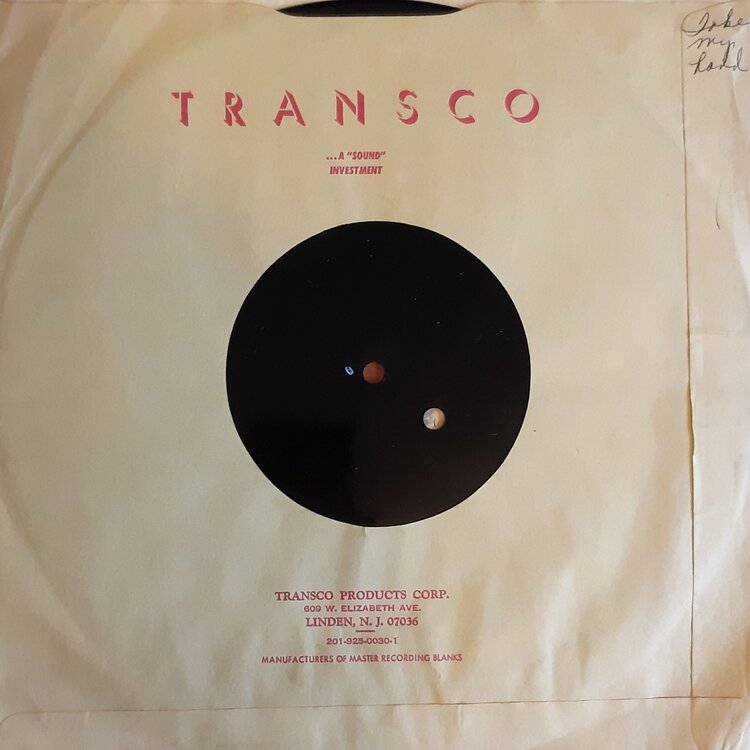 Take
my
hand
TRANSCO
...A "SOUND"
INVESTMENT
TRANSCO PRODUCTS CORP.
609 W. ELIZABETH AVE.
LINDEN, N. J. 07036
201-925-0030-1
MANUFACTURERS OF MASTER RECORDING BLANKS